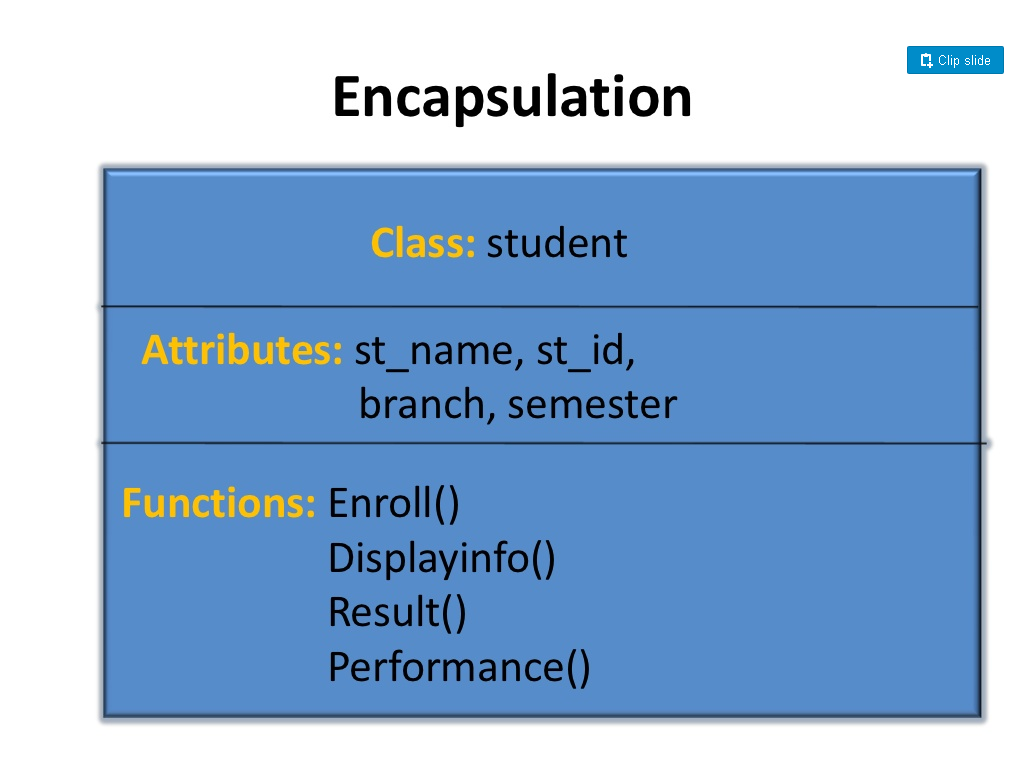 Clip slide
Encapsulation
Class: student
Attributes: st_name, st_id,
branch, semester
Functions: Enroll()
Displayinfo()
Result()
Performance()